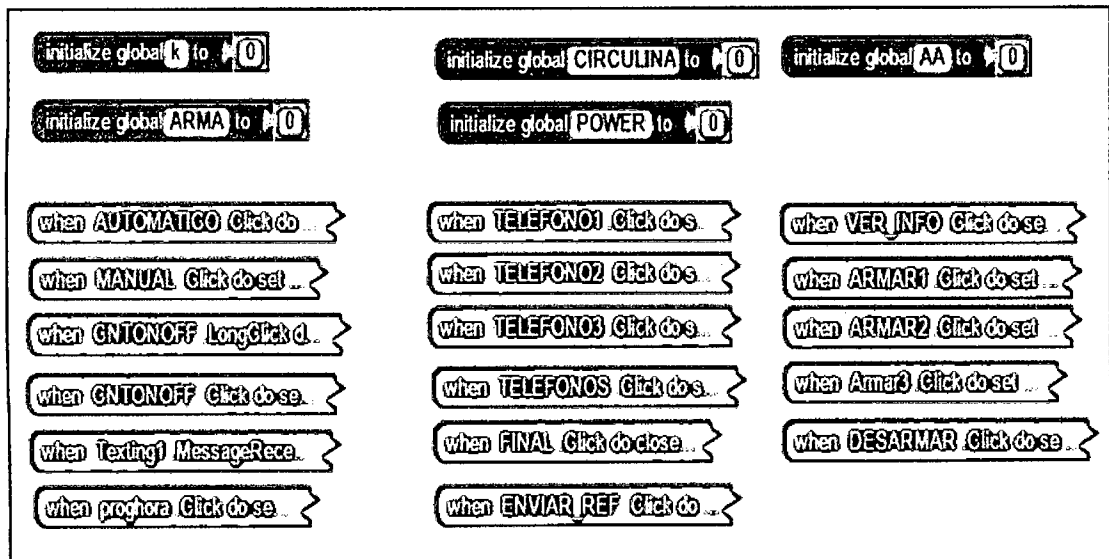 initialize global k to 0
initialize global CIRCULINA to 0
initialize global AA to 0
initialize global ARMA to 0
initialize global POWER to 0
when AUTOMATICO .Click do ...
when MANUAL .Click do set ...
when CNTONOFF .LongClick d...
when CNTONOFF .Click do se...
when Texting1 .MessageRece...
when proghora .Click do se...
when TELEFONO1 .Click do s...
when TELEFONO2 .Click do s...
when TELEFONO3 .Click do s...
when TELEFONOS .Click do s...
when FINAL .Click do close ...
when ENVIAR_REF .Click do ...
when VER_INFO .Click do se...
when ARMAR1 .Click do set ...
when ARMAR2 .Click do set ...
when Armar3 .Click do set ...
when DESARMAR .Click do se...